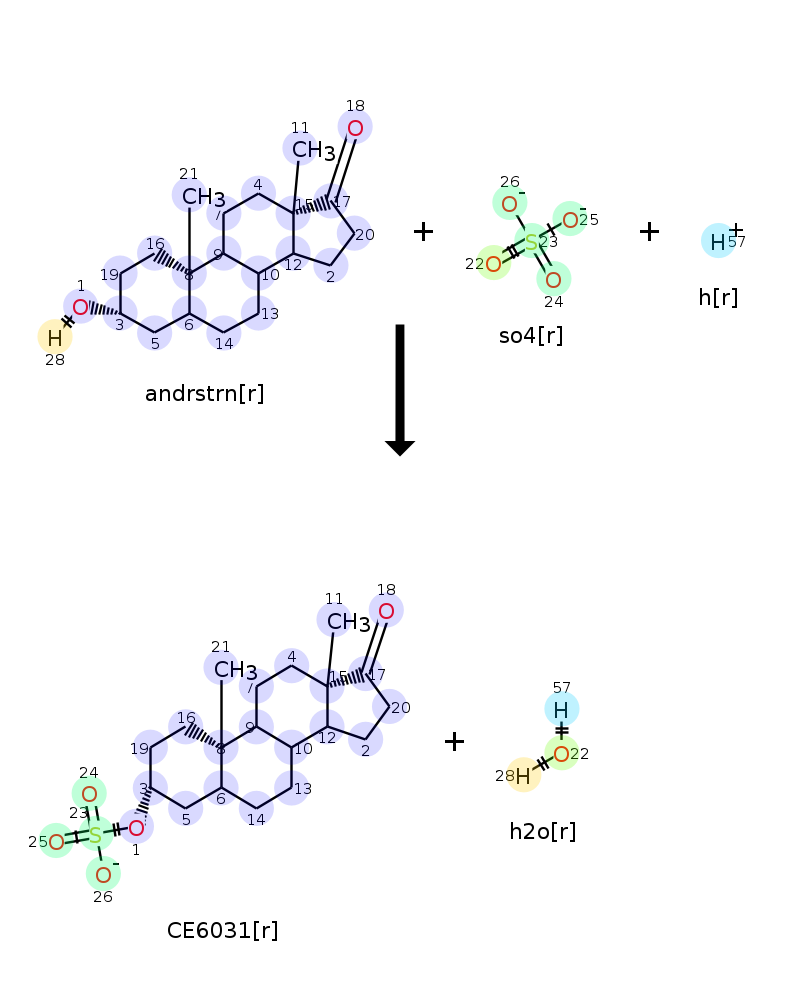 18
O
11
CH3
21
CH3
4
7
15
17
26
O-
O-
25
+
S
23
+
H+
57
20
16
9
19
8
10
12
2
22
O
O
24
h[r]
1
O
3
6
13
so4[r]
H
28
5
14
andrstrn[r]
18
O
11
CH3
21
CH3
4
7
15
17
57
H
20
16
9
19
8
10
12
2
+
O
22
28
H
24
O
3
6
13
23
5
14
h2o[r]
25
O
S
O
1
O-
26
CE6031[r]